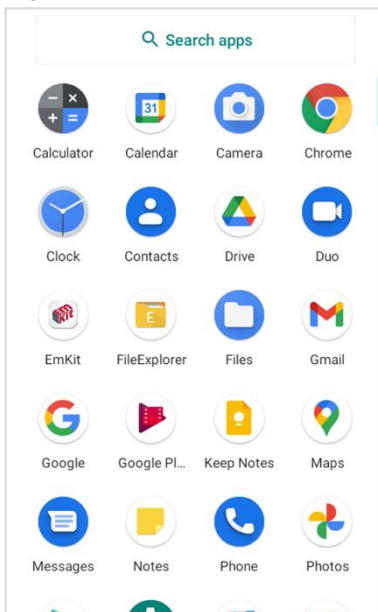 Search apps
31
Calculator Calendar Camera Chrome
Clock Contacts Drive Duo
E
EmKit FileExplorer Files Gmail
Google Google Pl... Keep Notes Maps
Messages Notes Phone Photos